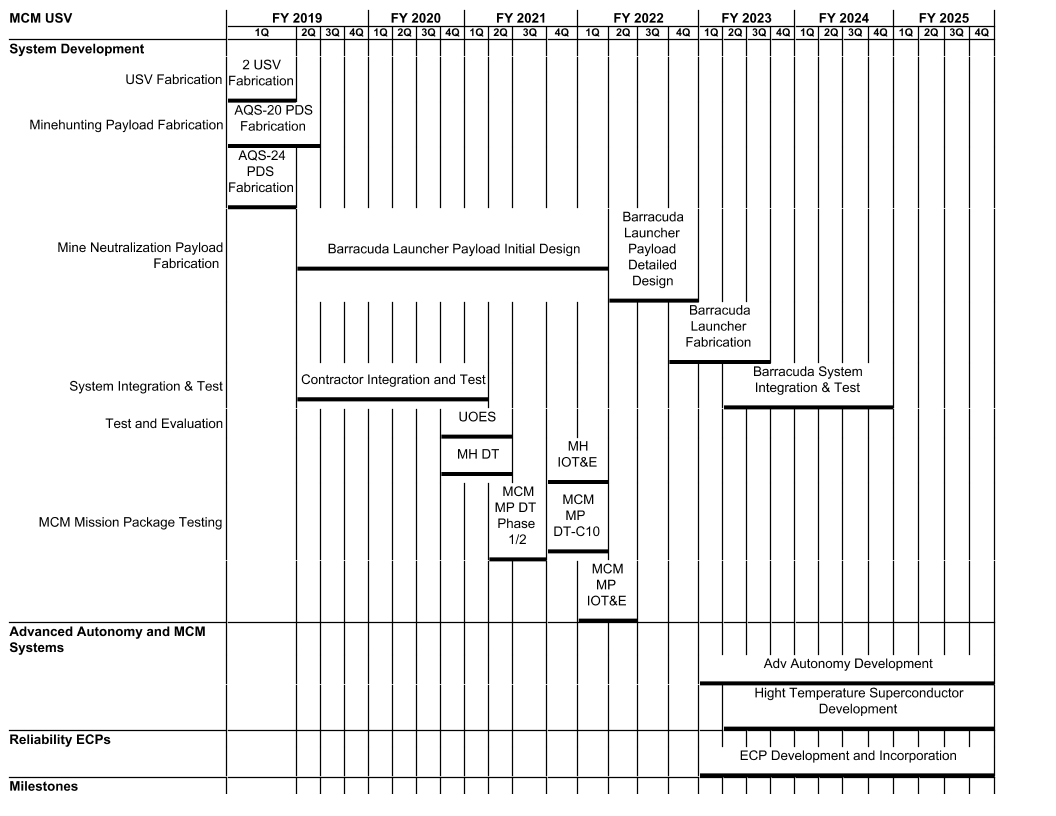 MCM USV FY 2019 FY 2020 FY 2021 FY 2022 FY 2023 FY 2024 FY 2025
1Q 2Q 3Q 4Q 1Q 2Q 3Q 4Q 1Q 2Q 3Q 4Q 1Q 2Q 3Q 4Q 1Q 2Q 3Q 4Q 1Q 2Q 3Q 4Q 1Q 2Q 3Q 4Q
System Development
USV Fabrication
2 USV
Fabrication
Minehunting Payload Fabrication
AQS-20 PDS
Fabrication
AQS-24
PDS
Fabrication
Mine Neutralization Payload
Fabrication
Barracuda Launcher Payload Initial Design
Barracuda
Launcher
Payload
Detailed
Design
Barracuda
Launcher
Fabrication
System Integration & Test
Contractor Integration and Test
Barracuda System
Integration & Test
Test and Evaluation
UOES
MH DT
MH
IOT&E
MCM Mission Package Testing
MCM
MP DT
Phase
1/2
MCM
MP
DT-C10
MCM
MP
IOT&E
Advanced Autonomy and MCM
Systems
Adv Autonomy Development
Hight Temperature Superconductor
Development
Reliability ECPs
ECP Development and Incorporation
Milestones